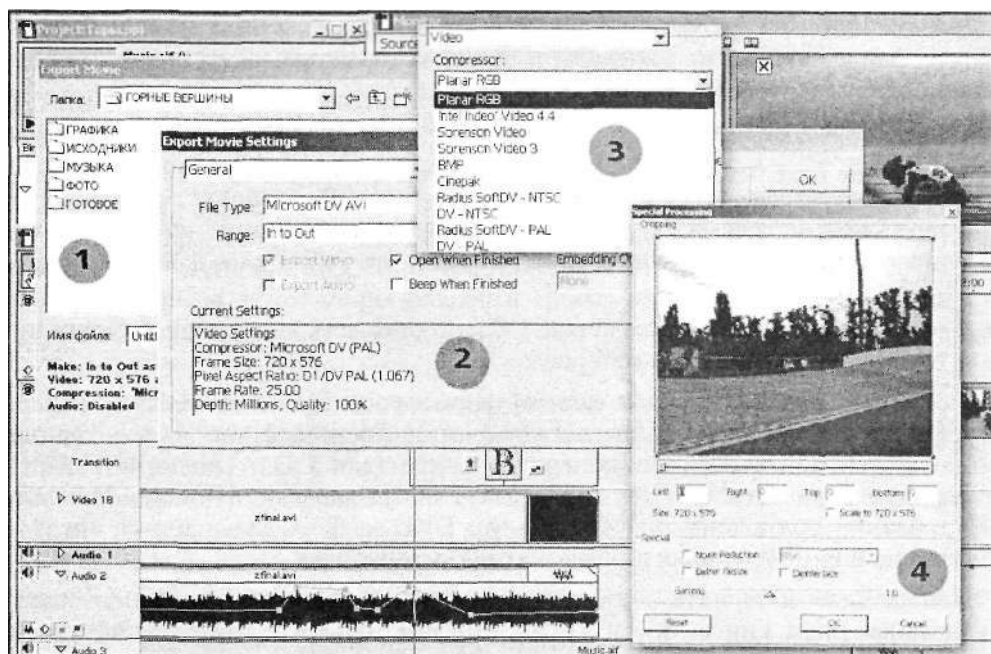 Export Movie
Папка: ГОРНЫЕ ВЕРШИНЫ
ГРАФИКА
ИСХОДНИКИ
МУЗЫКА
ФОТО
ГОТОВОЕ
1
Имя файла: Untitl
Make: In to Out as
Video: 720 x 576
Compression: "Micr
Audio: Disabled
Export Movie Settings
General
File Type: Microsoft DV AVI
Range: In to Out
Export Video
Open When Finished
Export Audio
Beep When Finished
None
Current Settings:
Video Settings
Compressor: Microsoft DV (PAL)
Frame Size: 720 x 576
Pixel Aspect Ratio: D1/DV PAL (1.067)
Frame Rate: 25.00
Depth: Millions, Quality: 100%
2
Video
Compressor:
Planar RGB
Planar RGB
Intel Indeo® Video 4.4
Sorenson Video
Sorenson Video 3
BMP
Cinepak
Radius SoftDV - NTSC
DV - NTSC
Radius SoftDV - PAL
DV - PAL
3
OK
Special Processing
Cropping
Left: Right: 0 Top: 0 Bottom: 0
Size: 720 x 576
Scale to 720 x 576
Special
Noise Reduction
Better Resize
Deinterlace
Gamma
1.0
4
Reset
OK
Cancel
Transition
B
Video 1B
zfinal.avi
Audio 1
Audio 2
zfinal.avi
Audio 3
Music.aif